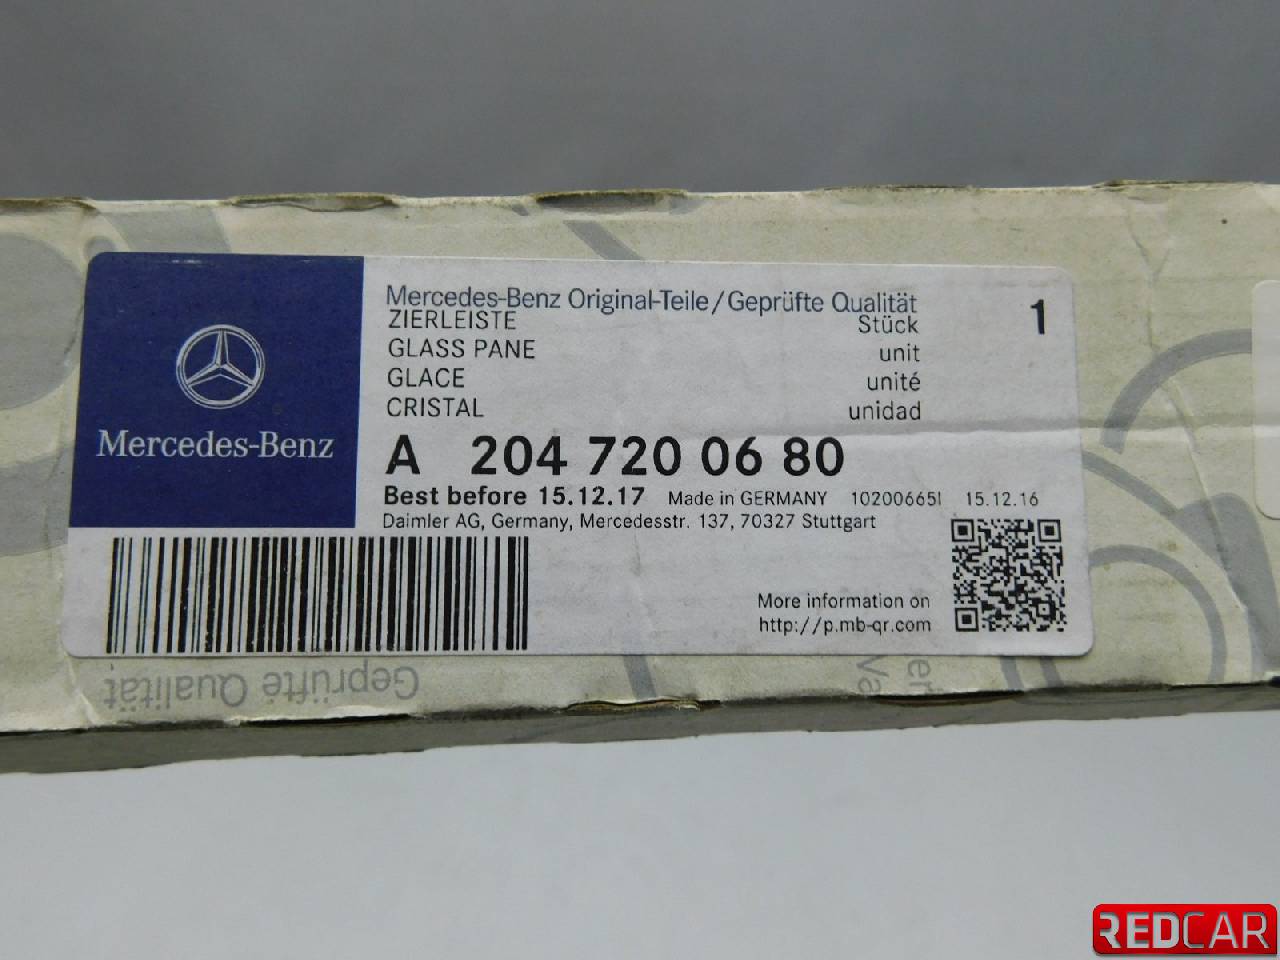 Mercedes-Benz
Mercedes-Benz Original-Teile/Geprüfte Qualität 1
ZIERLEISTE Stück
GLASS PANE unit
GLACE unité
CRISTAL unidad
A 204 720 06 80
Best before 15.12.17 Made in GERMANY 10200665I 15.12.16
Daimler AG, Germany, Mercedesstr. 137, 70327 Stuttgart
More information on
http://p.mb-qr.com
Geprüfte Qualität
REDCAR